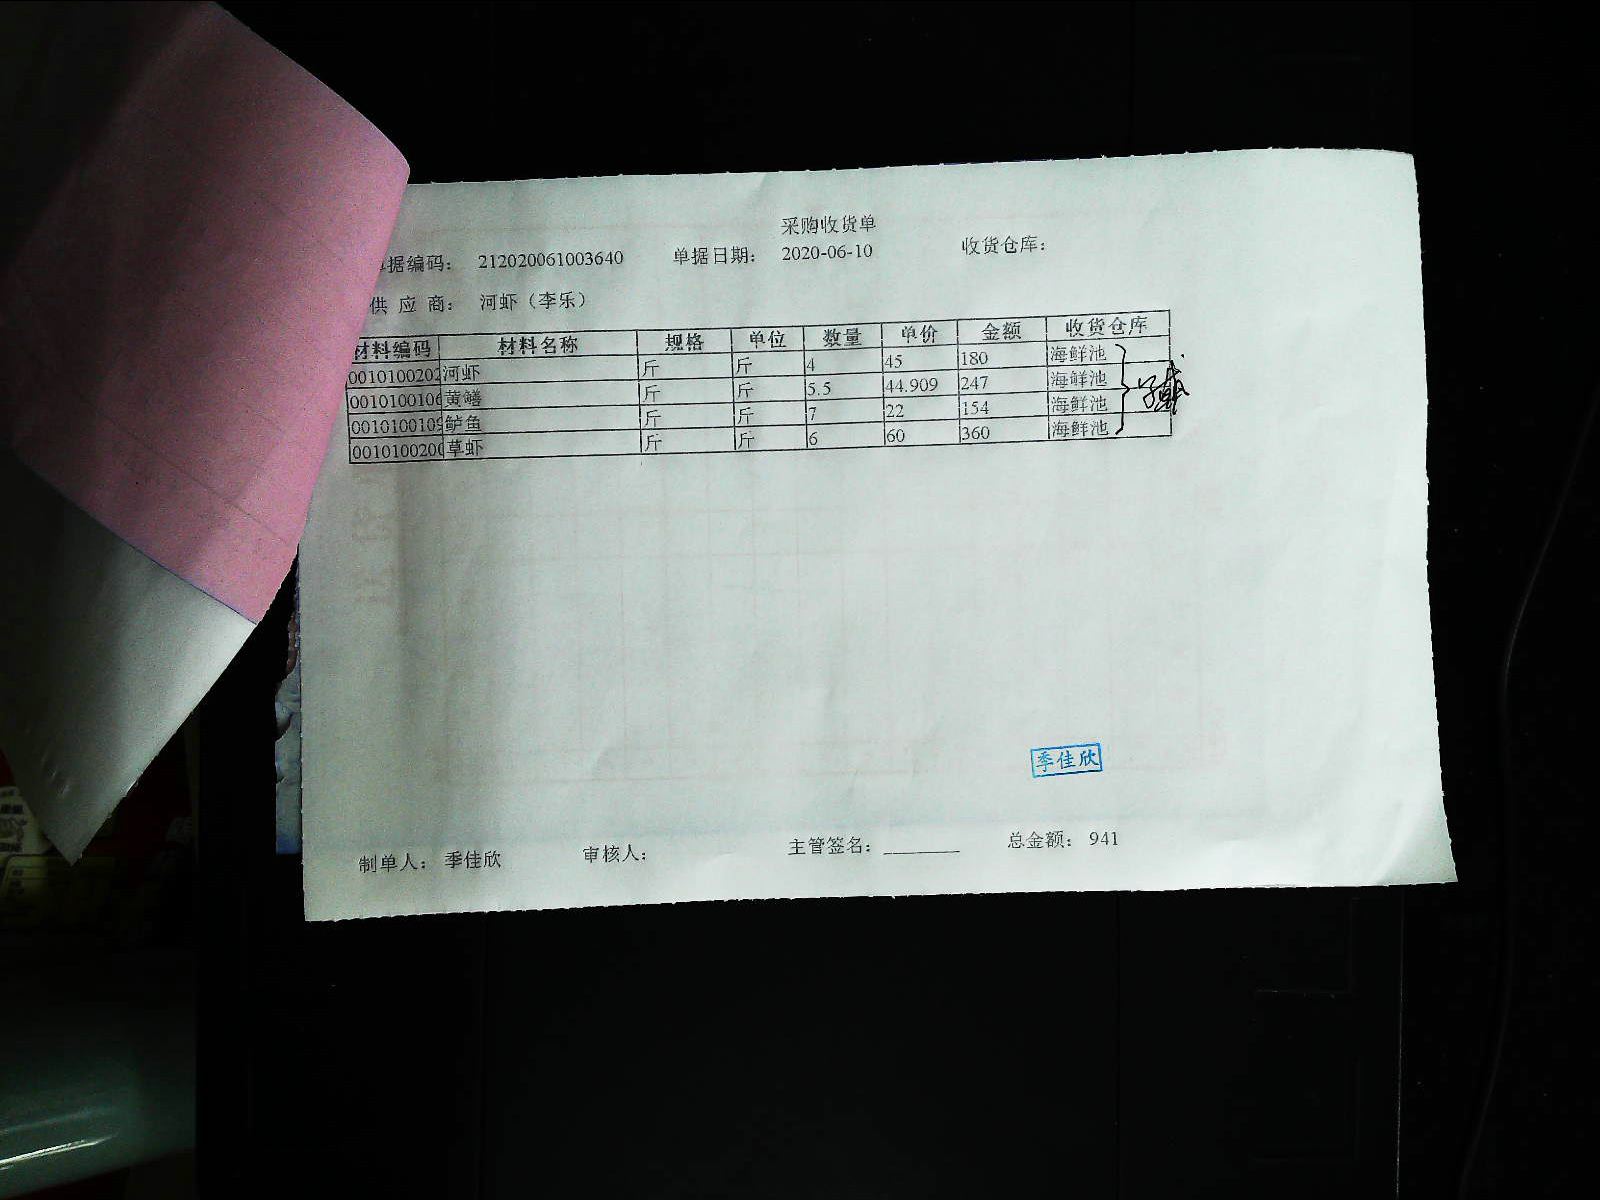 采购收货单
单据编码： 212020061003640 单据日期： 2020-06-10 收货仓库：
供 应 商： 河虾（李乐）
材料编码 材料名称 规格 单位 数量 单价 金额 收货仓库
0010100202 河虾 斤 斤 4 45 180 海鲜池
0010100106 黄鳝 斤 斤 5.5 44.909 247 海鲜池
0010100109 鲈鱼 斤 斤 7 22 154 海鲜池
0010100206 草虾 斤 斤 6 60 360 海鲜池
季佳欣
制单人： 季佳欣 审核人： 主管签名： 总金额： 941